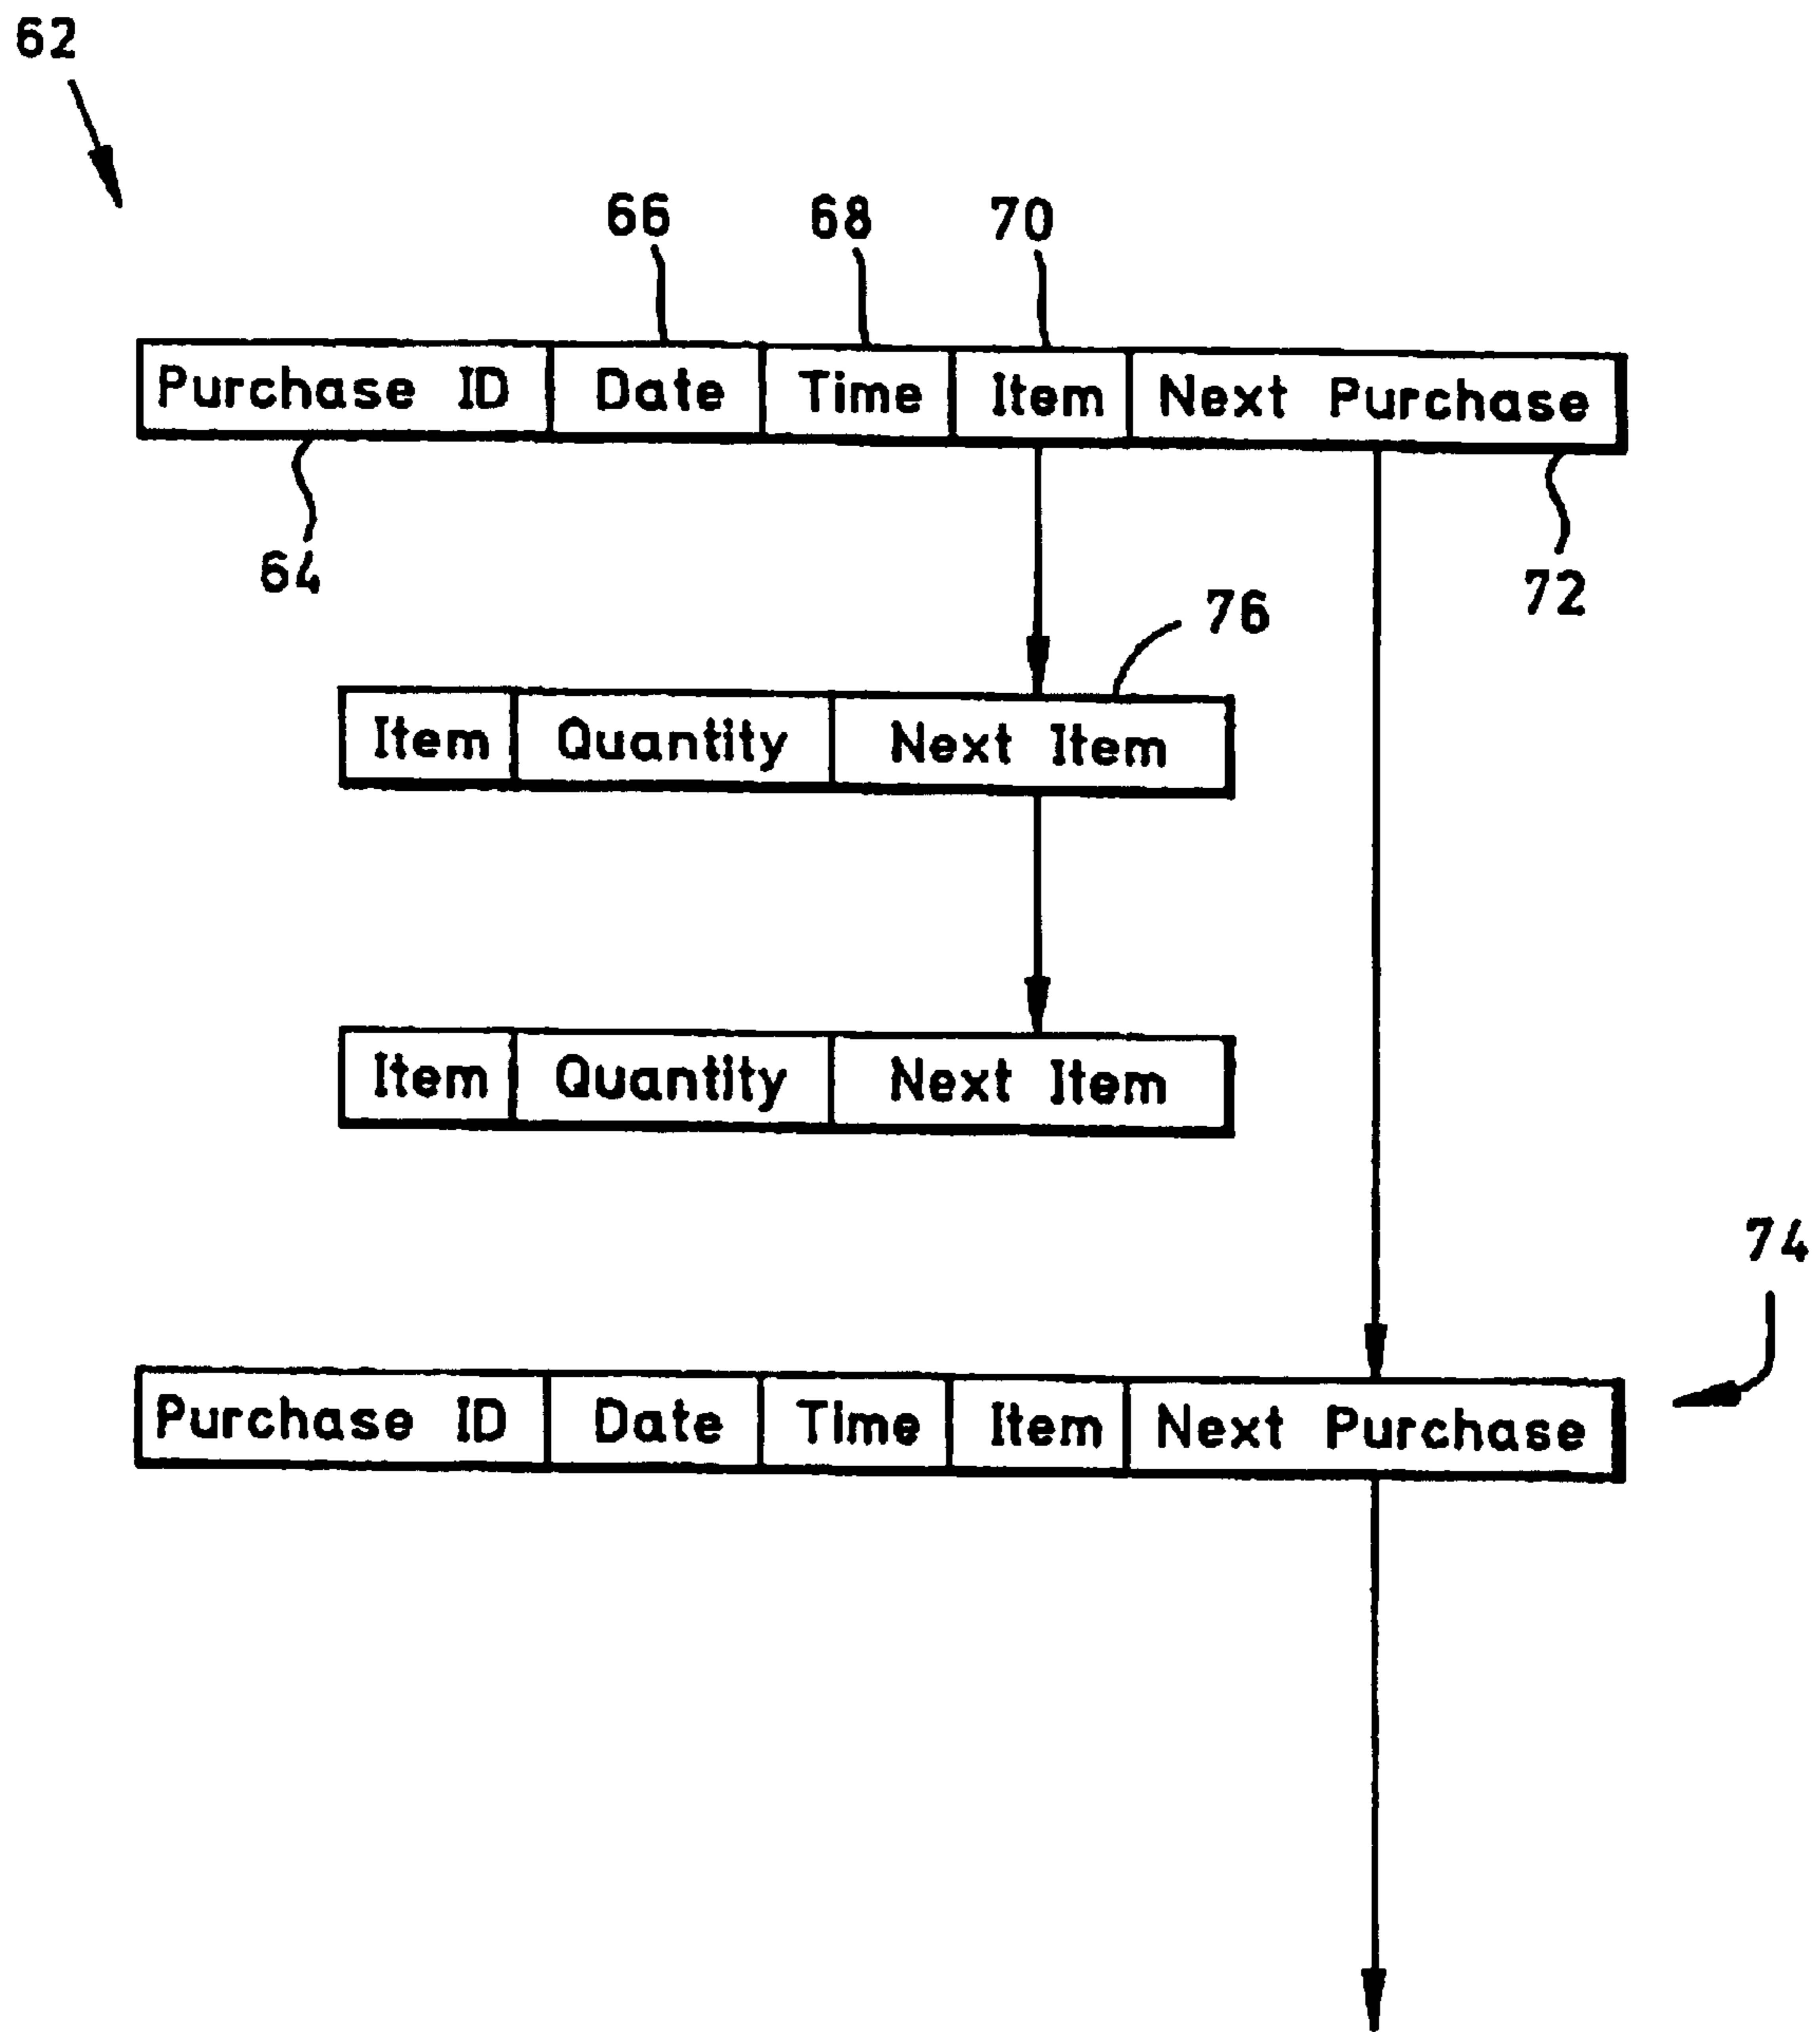 62
66 68 70
Purchase ID Date Time Item Next Purchase
64 72
76
Item Quantity Next Item
Item Quantity Next Item
74
Purchase ID Date Time Item Next Purchase